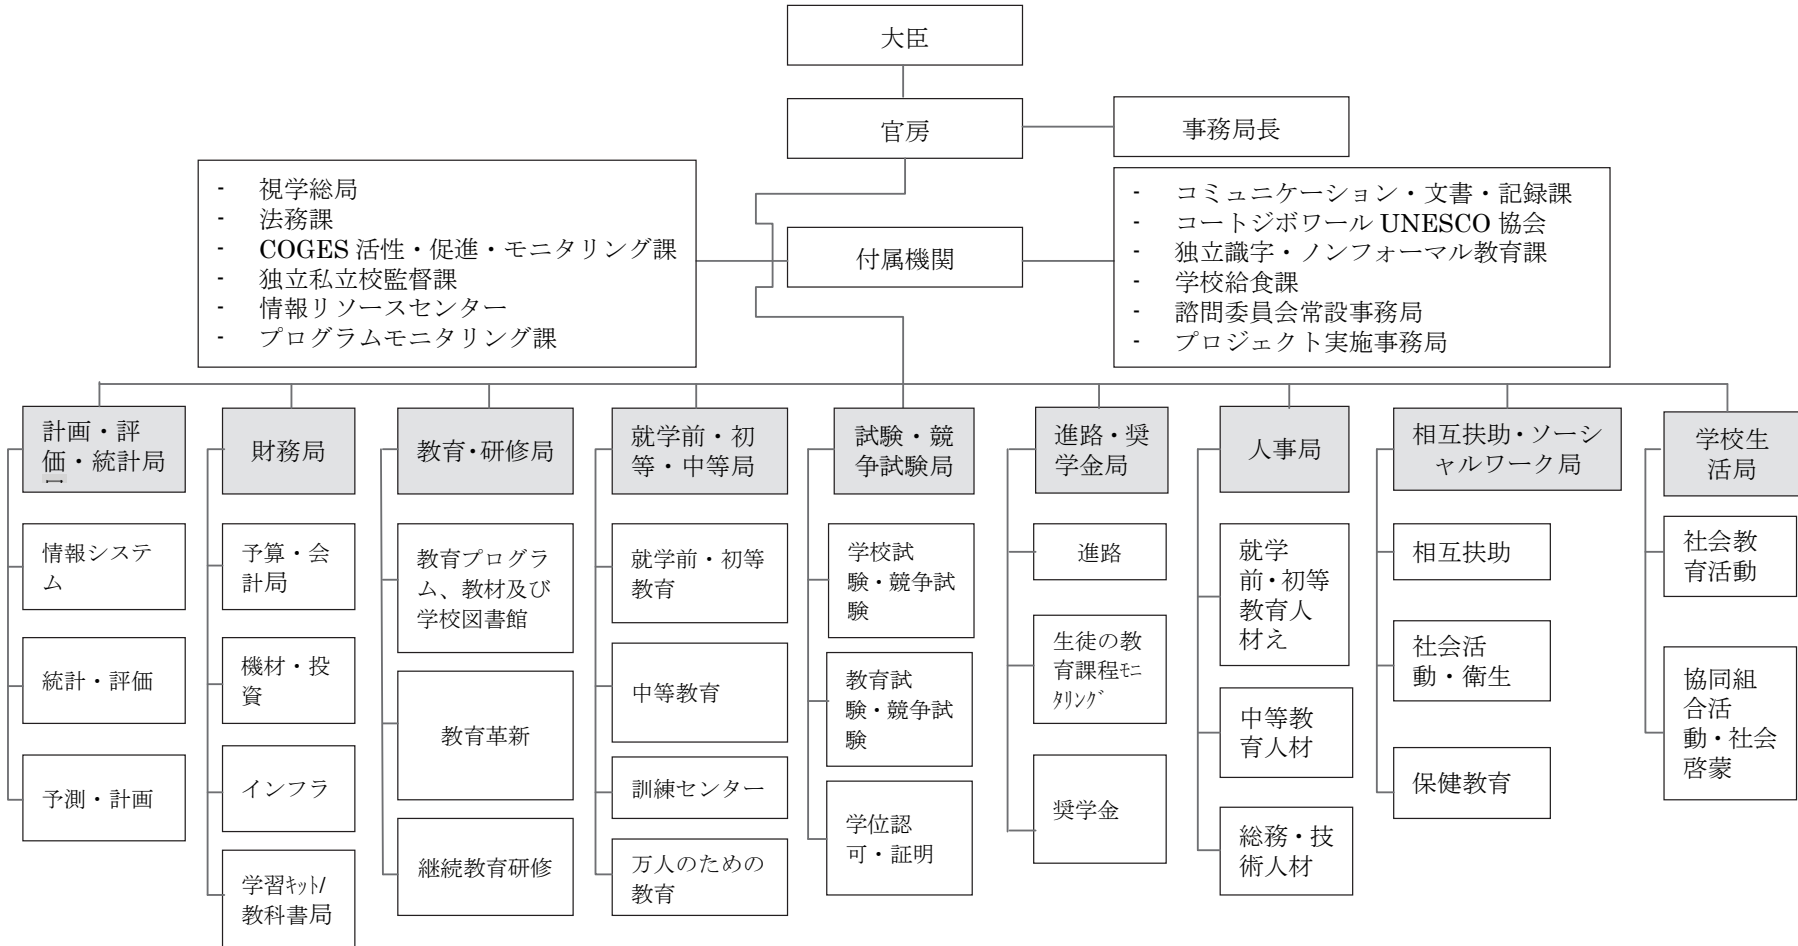 大臣
官房
事務局長
- 視学総局
- 法務課
- COGES 活性・促進・モニタリング課
- 独立私立校監督課
- 情報リソースセンター
- プログラムモニタリング課
付属機関
- コミュニケーション・文書・記録課
- コートジボワール UNESCO 協会
- 独立識字・ノンフォーマル教育課
- 学校給食課
- 諮問委員会常設事務局
- プロジェクト実施事務局
計画・評
価・統計局
財務局
教育・研修局
就学前・初
等・中等局
試験・競
争試験局
進路・奨
学金局
人事局
相互扶助・ソーシ
ャルワーク局
学校生
活局
情報システ
ム
統計・評価
予測・計画
予算・会
計局
機材・投
資
インフラ
学習ｷｯﾄ/
教科書局
教育プログラ
ム、教材及び
学校図書館
教育革新
継続教育研修
就学前・初等
教育
中等教育
訓練センター
万人のための
教育
学校試
験・競争試
験
教育試
験・競争試
験
学位認
可・証明
進路
生徒の教
育課程ﾓﾆ
ﾀﾘﾝｸﾞ
奨学金
就学
前・初等
教育人
材え
中等教
育人材
総務・技
術人材
相互扶助
社会活
動・衛生
保健教育
社会教
育活動
協同組
合活
動・社会
啓蒙